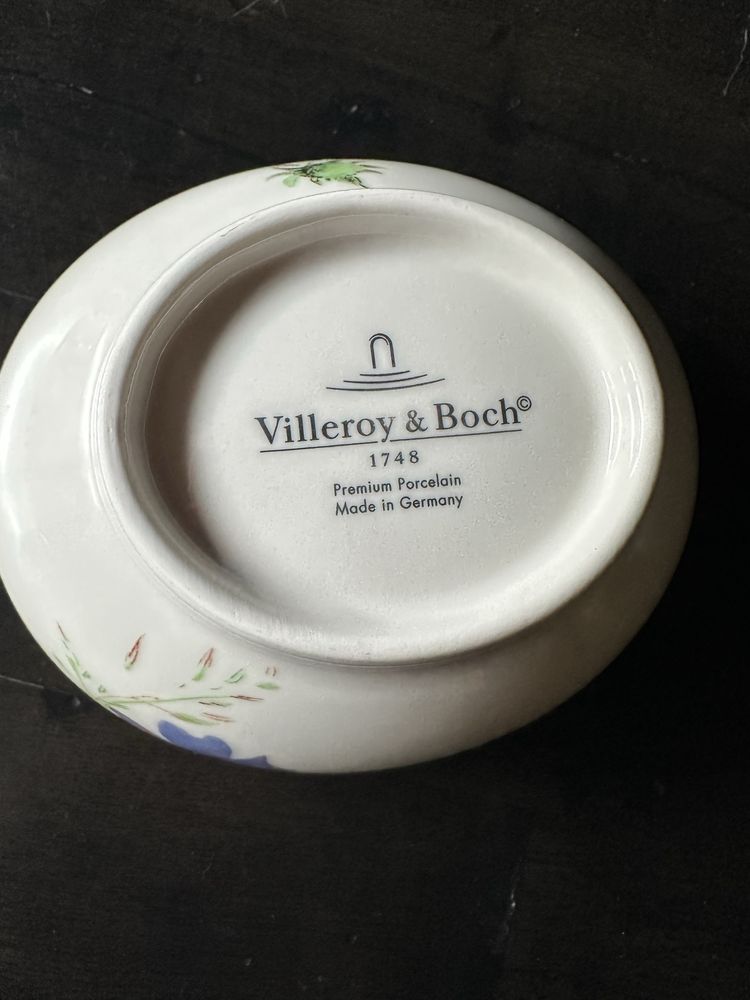 Villeroy & Boch©
1748
Premium Porcelain
Made in Germany